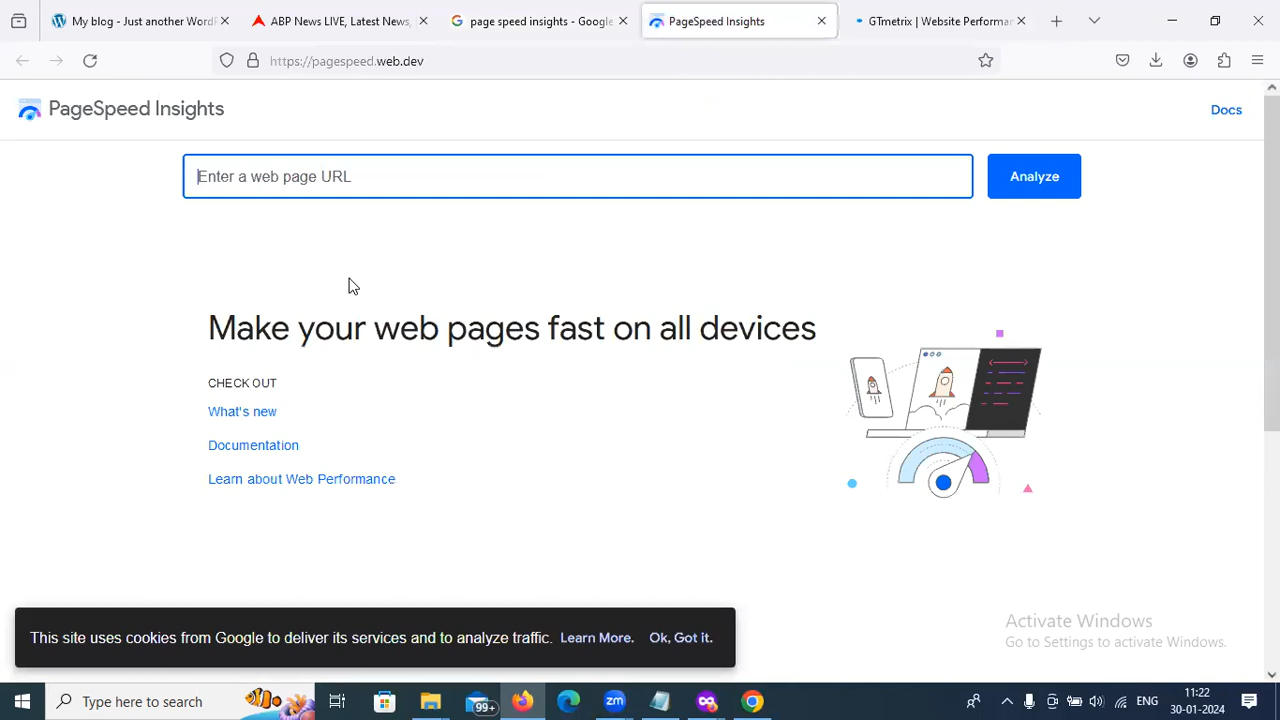 My blog - Just another WordP
ABP News LIVE, Latest News,
page speed insights - Google
PageSpeed Insights
GTmetrix | Website Performan
https://pagespeed.web.dev
PageSpeed Insights
Docs
Enter a web page URL
Analyze
Make your web pages fast on all devices
CHECK OUT
What's new
Documentation
Learn about Web Performance
This site uses cookies from Google to deliver its services and to analyze traffic. Learn More. Ok, Got it.
Activate Windows
Go to Settings to activate Windows.
Type here to search
99+
zm
ENG
11:22
30-01-2024